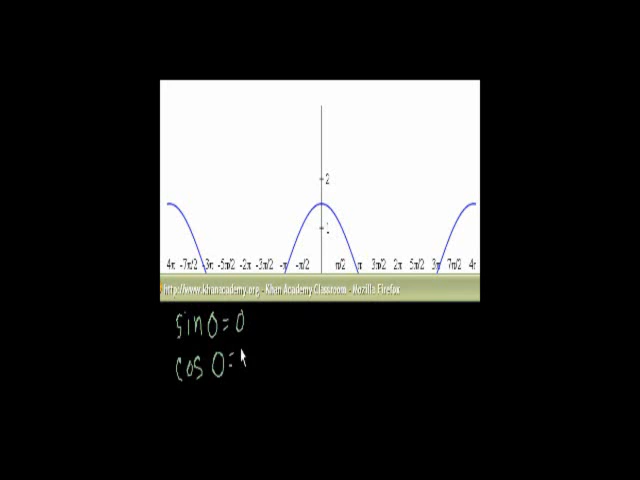 2
1
4π -7π/2 -3π -5π/2 -2π -3π/2 -π -π/2 π/2 π 3π/2 2π 5π/2 3π 7π/2 4π
http://www.khanacademy.org - Khan Academy Classroom - Mozilla Firefox
sin 0 = 0
cos 0 =